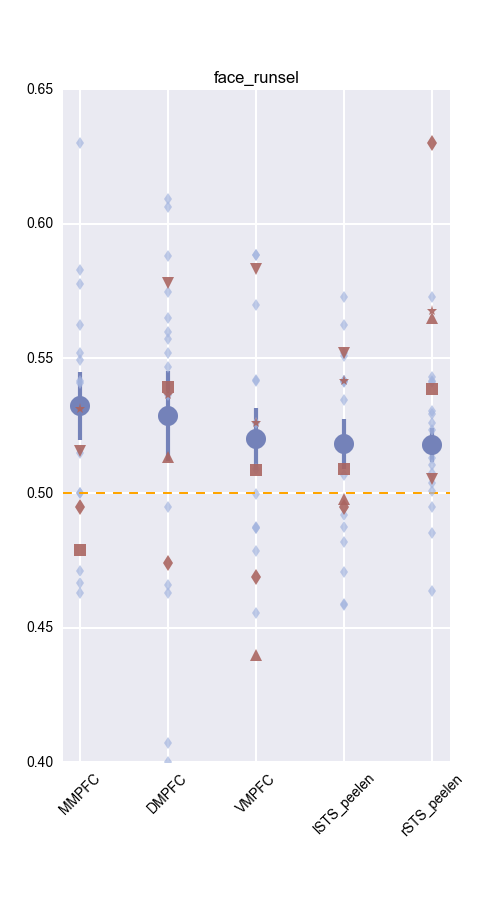 face_runsel
0.65
0.60
0.55
0.50
0.45
0.40
MMPFC
DMPFC
VMPFC
lSTS_peelen
rSTS_peelen